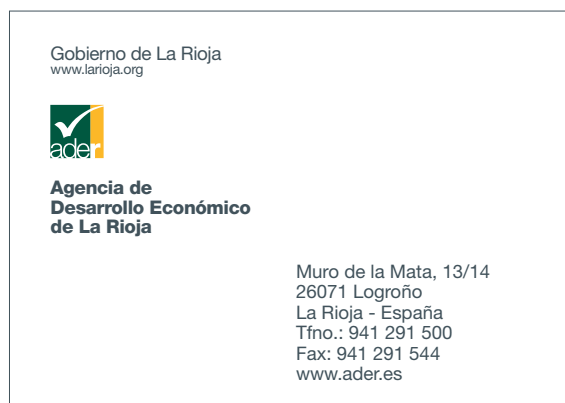 Gobierno de La Rioja
www.larioja.org
ader
Agencia de
Desarrollo Económico
de La Rioja
Muro de la Mata, 13/14
26071 Logroño
La Rioja - España
Tfno.: 941 291 500
Fax: 941 291 544
www.ader.es